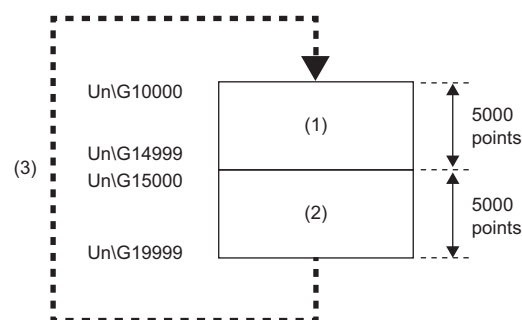 Un\G10000
(1)
5000
points
Un\G14999
(3)
Un\G15000
(2)
5000
points
Un\G19999